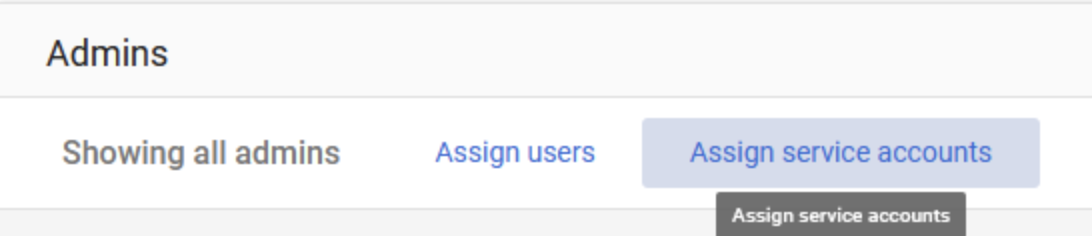 Admins
Showing all admins Assign users Assign service accounts
Assign service accounts